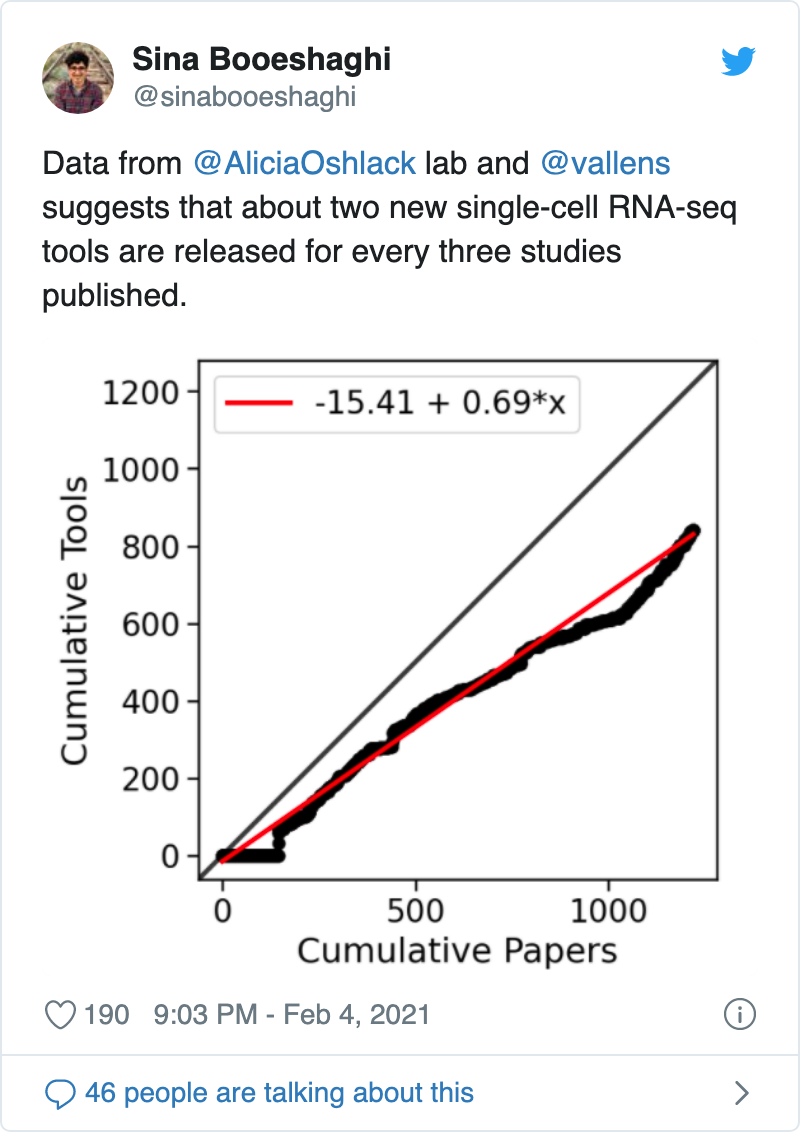 Sina Booeshaghi
@sinabooeshaghi
Data from @AliciaOshlack lab and @vallens
suggests that about two new single-cell RNA-seq
tools are released for every three studies
published.
-15.41 + 0.69*x
Cumulative Tools
1200
1000
800
600
400
200
0
0 500 1000
Cumulative Papers
190 9:03 PM - Feb 4, 2021
46 people are talking about this